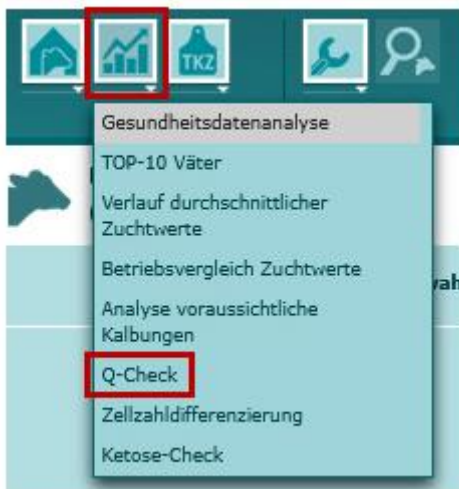 TKZ
Gesundheitsdatenanalyse
TOP-10 Väter
Verlauf durchschnittlicher
Zuchtwerte
Betriebsvergleich Zuchtwerte
Analyse voraussichtliche
Kalbungen
Q-Check
Zellzahldifferenzierung
Ketose-Check